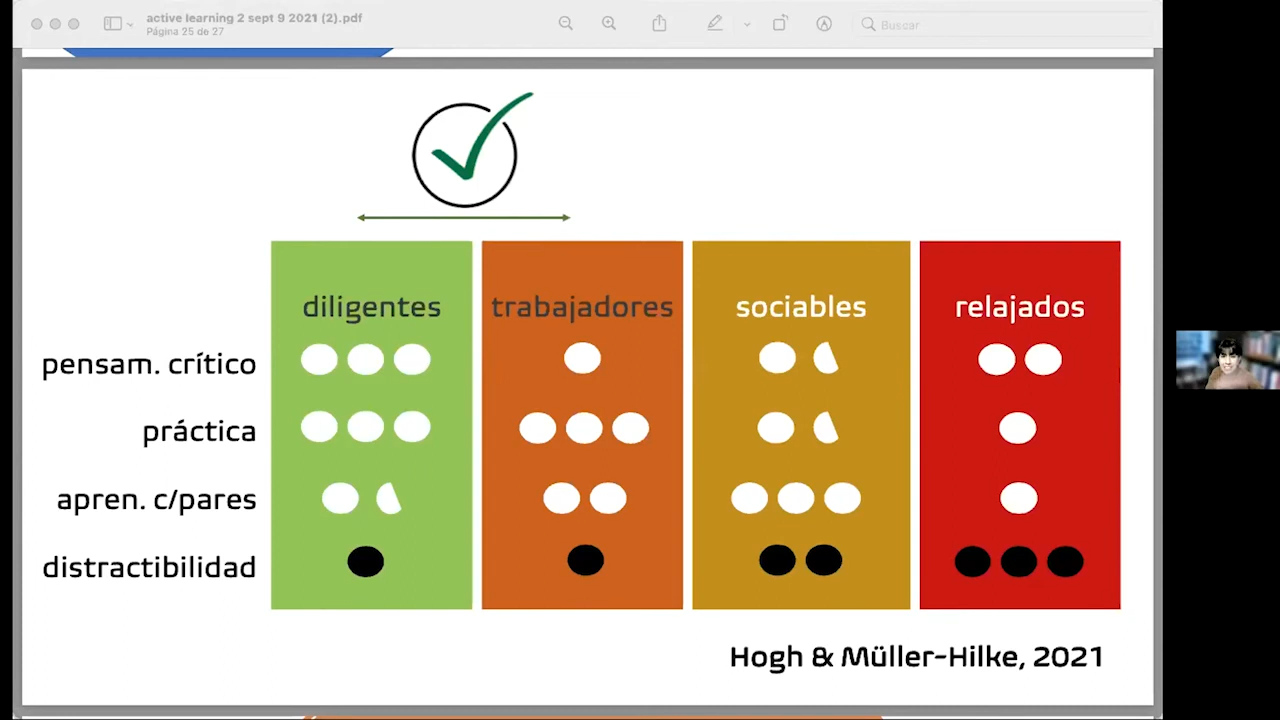 active learning 2 sept 9 2021 (2).pdf
Página 25 de 27
Buscar
diligentes trabajadores sociables relajados
pensam. crítico
práctica
apren. c/pares
distractibilidad
Hogh & Müller-Hilke, 2021